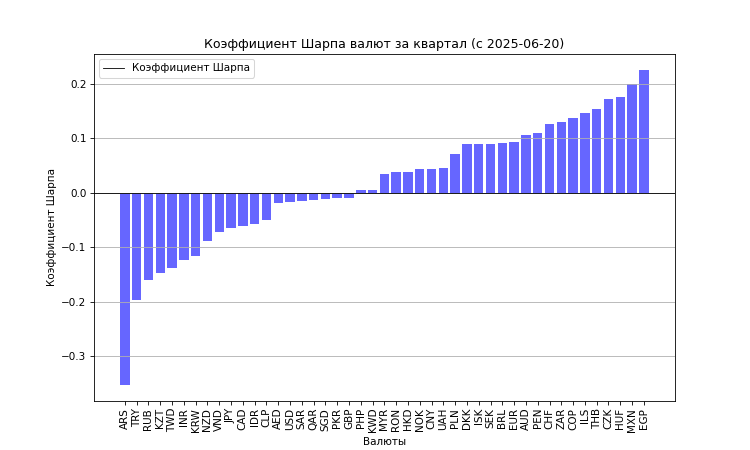 Коэффициент Шарпа валют за квартал (с 2025-06-20)
Коэффициент Шарпа
Коэффициент Шарпа
0.2
0.1
0.0
−0.1
−0.2
−0.3
ARS
TRY
RUB
KZT
TWD
INR
KRW
NZD
VND
JPY
CAD
IDR
CLP
AED
USD
SAR
QAR
SGD
PKR
GBP
PHP
KWD
MYR
RON
HKD
NOK
CNY
UAH
PLN
DKK
ISK
SEK
BRL
EUR
AUD
PEN
CHF
ZAR
COP
ILS
THB
CZK
HUF
MXN
EGP
Валюты